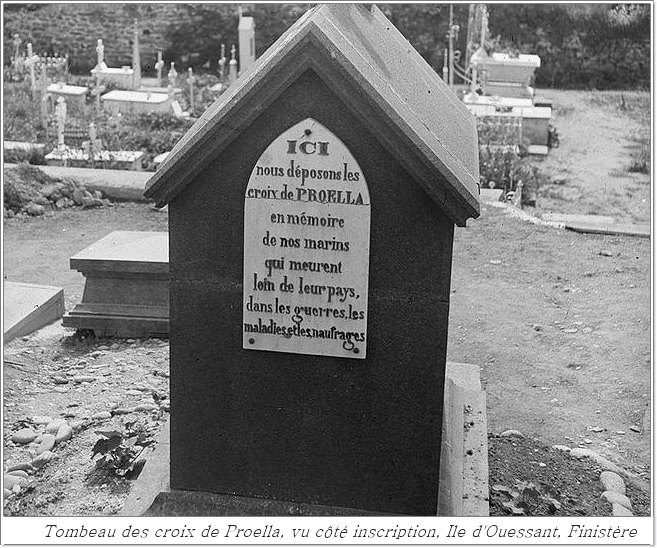 ICI
nous déposons les
croix de PROELLA
en mémoire
de nos marins
qui meurent
loin de leur pays,
dans les guerres, les
maladies, et les, naufrages
Tombeau des croix de Proella, vu côté inscription, Ile d'Ouessant, Finistère